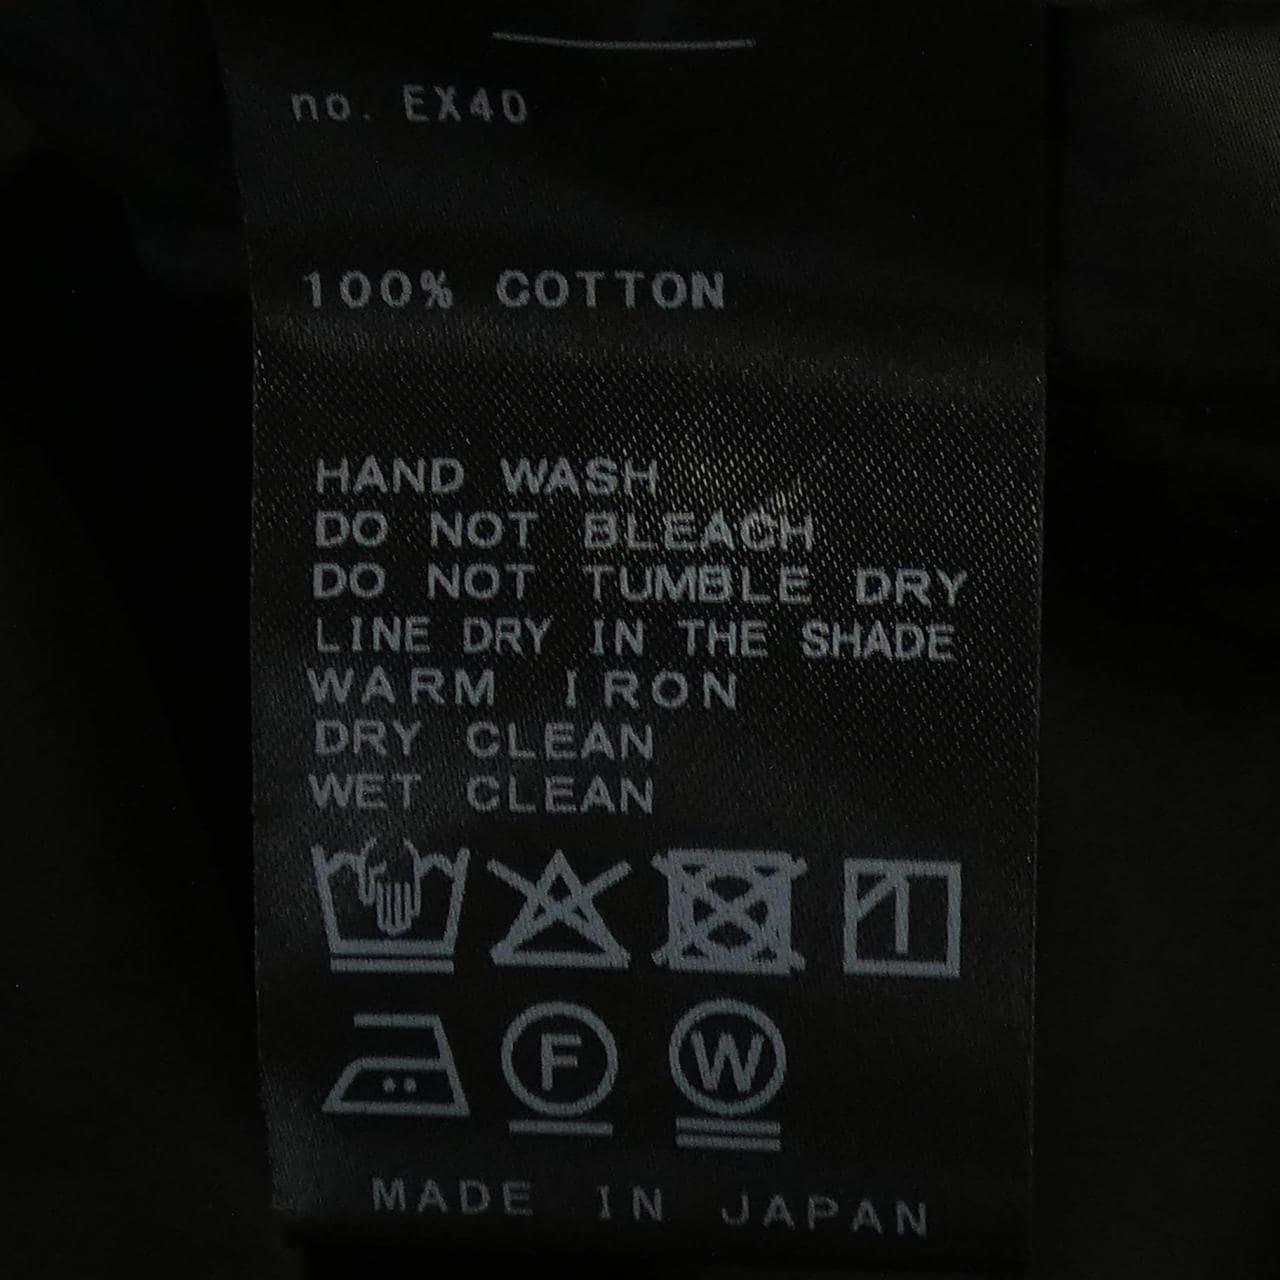 no. EX40
100% COTTON
HAND WASH
DO NOT BLEACH
DO NOT TUMBLE DRY
LINE DRY IN THE SHADE
WARM IRON
DRY CLEAN
WET CLEAN
F W
MADE IN JAPAN